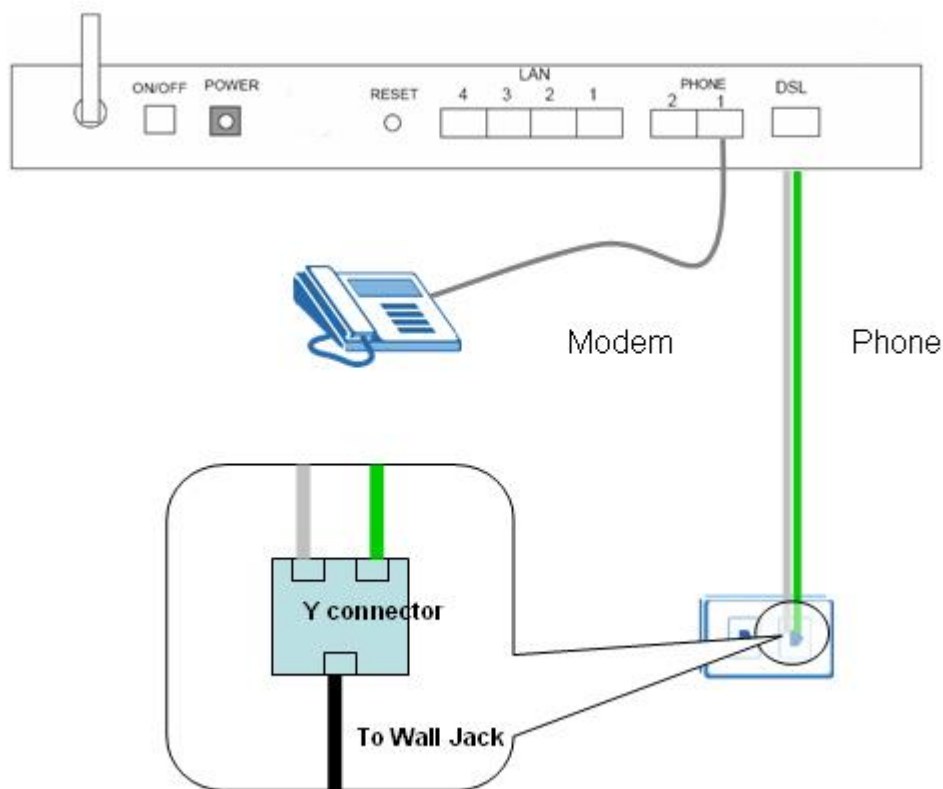 LAN
ON/OFF POWER RESET 4 3 2 1 PHONE 2 1 DSL
Modem Phone
Y connector
To Wall Jack